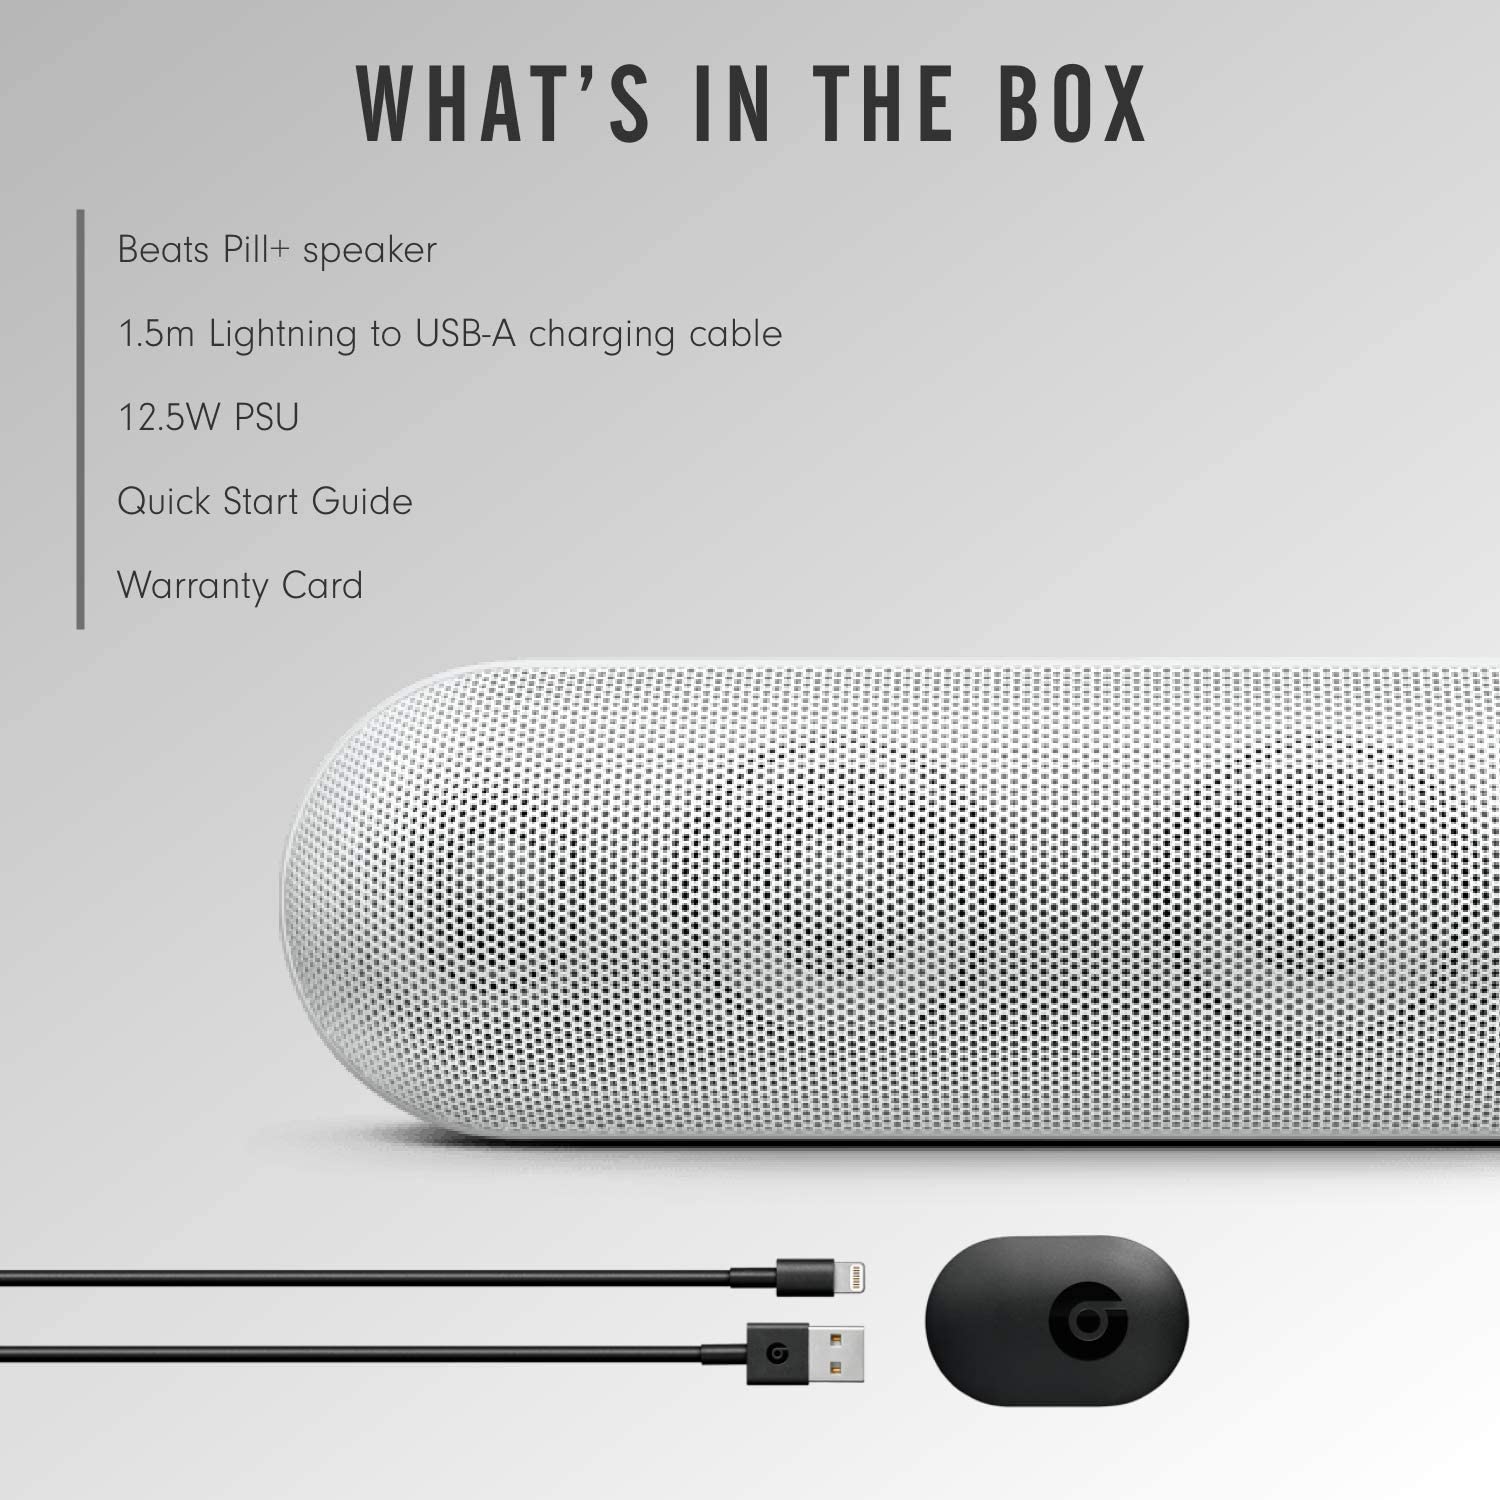 WHAT’S IN THE BOX
Beats Pill+ speaker
1.5m Lightning to USB-A charging cable
12.5W PSU
Quick Start Guide
Warranty Card